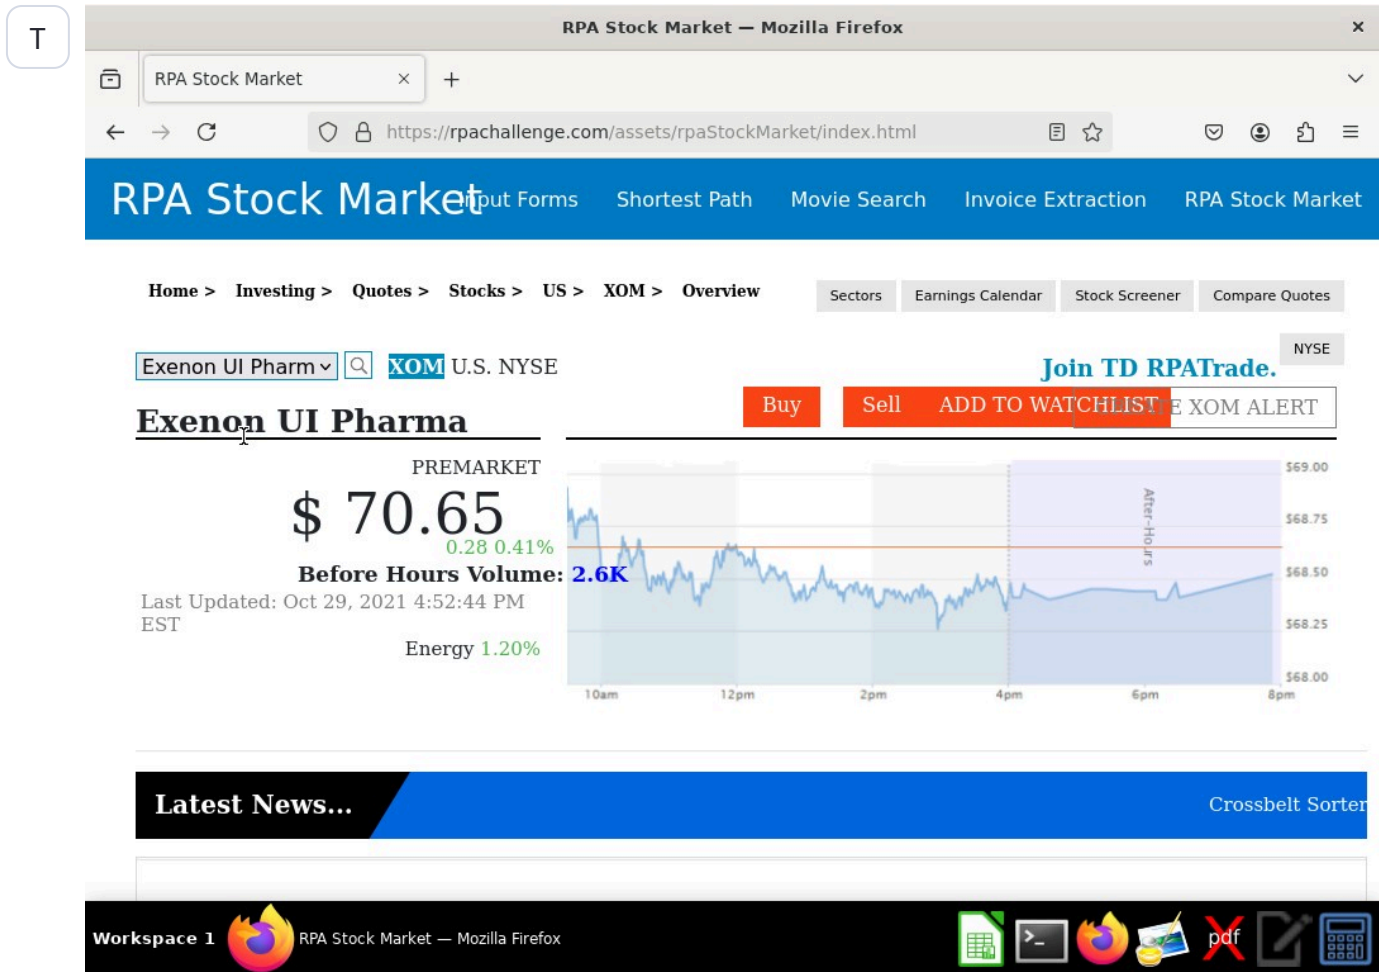 T
RPA Stock Market — Mozilla Firefox
RPA Stock Market
https://rpachallenge.com/assets/rpaStockMarket/index.html
RPA Stock Market Input Forms Shortest Path Movie Search Invoice Extraction RPA Stock Market
Home > Investing > Quotes > Stocks > US > XOM > Overview
Sectors Earnings Calendar Stock Screener Compare Quotes
NYSE
Exenon UI Pharm XOM U.S. NYSE
Join TD RPATrade.
Buy Sell ADD TO WATCHLIST CREATE XOM ALERT
Exenon UI Pharma
PREMARKET
$ 70.65
0.28 0.41%
Before Hours Volume: 2.6K
Last Updated: Oct 29, 2021 4:52:44 PM
EST
Energy 1.20%
$69.00
$68.75
$68.50
$68.25
$68.00
After-Hours
10am 12pm 2pm 4pm 6pm 8pm
Latest News...
Crossbelt Sorter
Workspace 1
RPA Stock Market — Mozilla Firefox
pdf